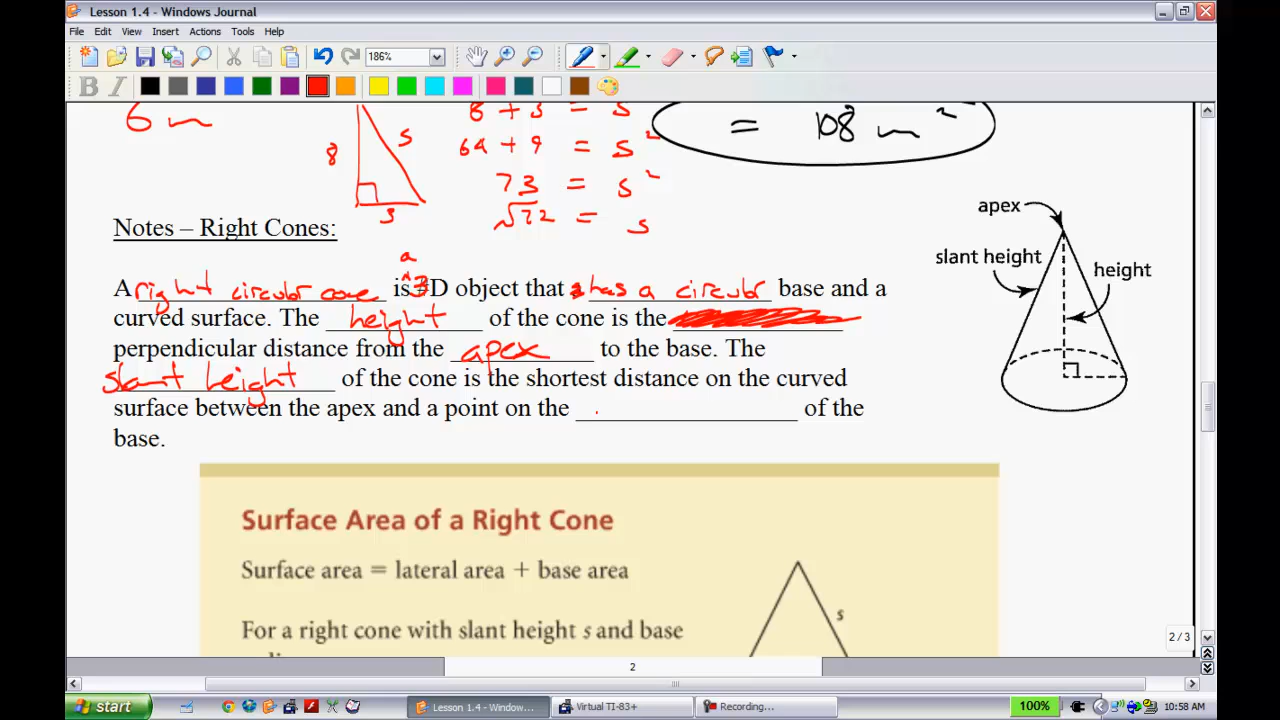 Lesson 1.4 - Windows Journal
File Edit View Insert Actions Tools Help
186%
B I
6 m
8
s
3
8 + 3 = s
64 + 9 = s²
73 = s²
= s
= 108 m²
Notes – Right Cones:
a
A right circular cone is 3D object that has a circular base and a
curved surface. The height of the cone is the
perpendicular distance from the apex to the base. The
slant height of the cone is the shortest distance on the curved
surface between the apex and a point on the ____ of the
base.
apex
slant height
height
Surface Area of a Right Cone
Surface area = lateral area + base area
For a right cone with slant height s and base
s
2 / 3
2
start
Lesson 1.4 - Window...
Virtual TI-83+
Recording...
100%
10:58 AM